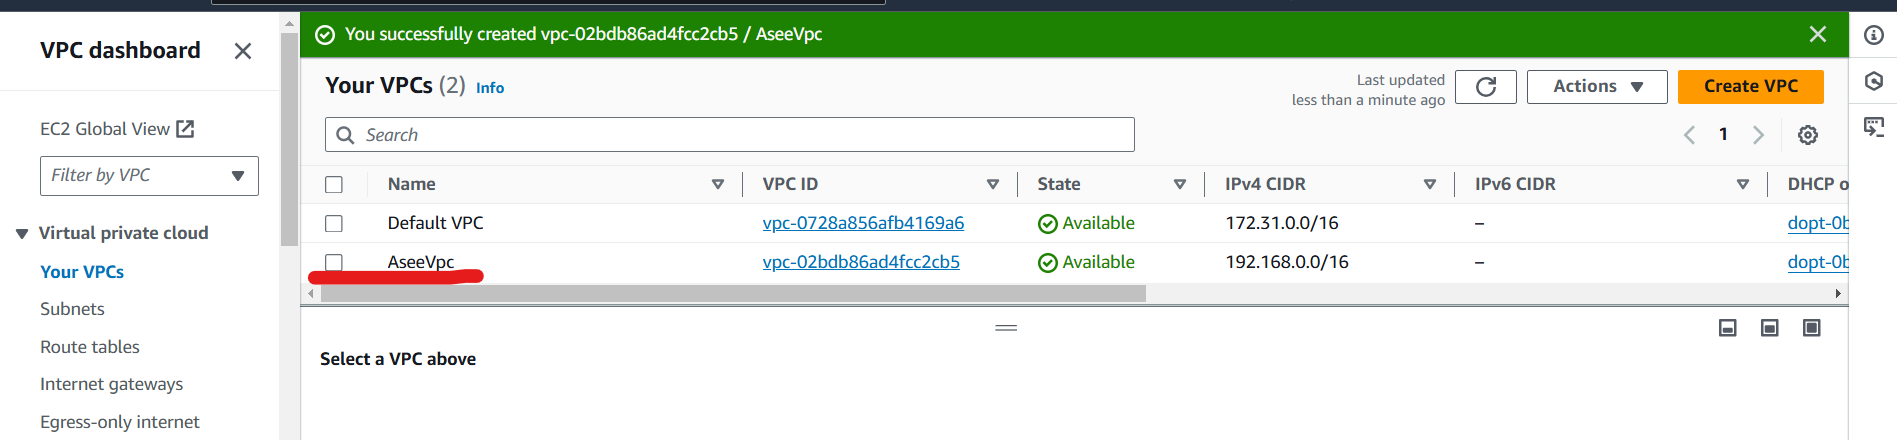 You successfully created vpc-02bdb86ad4fcc2cb5 / AseeVpc
VPC dashboard
EC2 Global View
Filter by VPC
Virtual private cloud
Your VPCs
Subnets
Route tables
Internet gateways
Egress-only internet
Your VPCs (2) Info
Last updated
less than a minute ago
Actions
Create VPC
Search
1
Name VPC ID State IPv4 CIDR IPv6 CIDR DHCP o
Default VPC vpc-0728a856afb4169a6 Available 172.31.0.0/16 – dopt-0b
AseeVpc vpc-02bdb86ad4fcc2cb5 Available 192.168.0.0/16 – dopt-0b
Select a VPC above